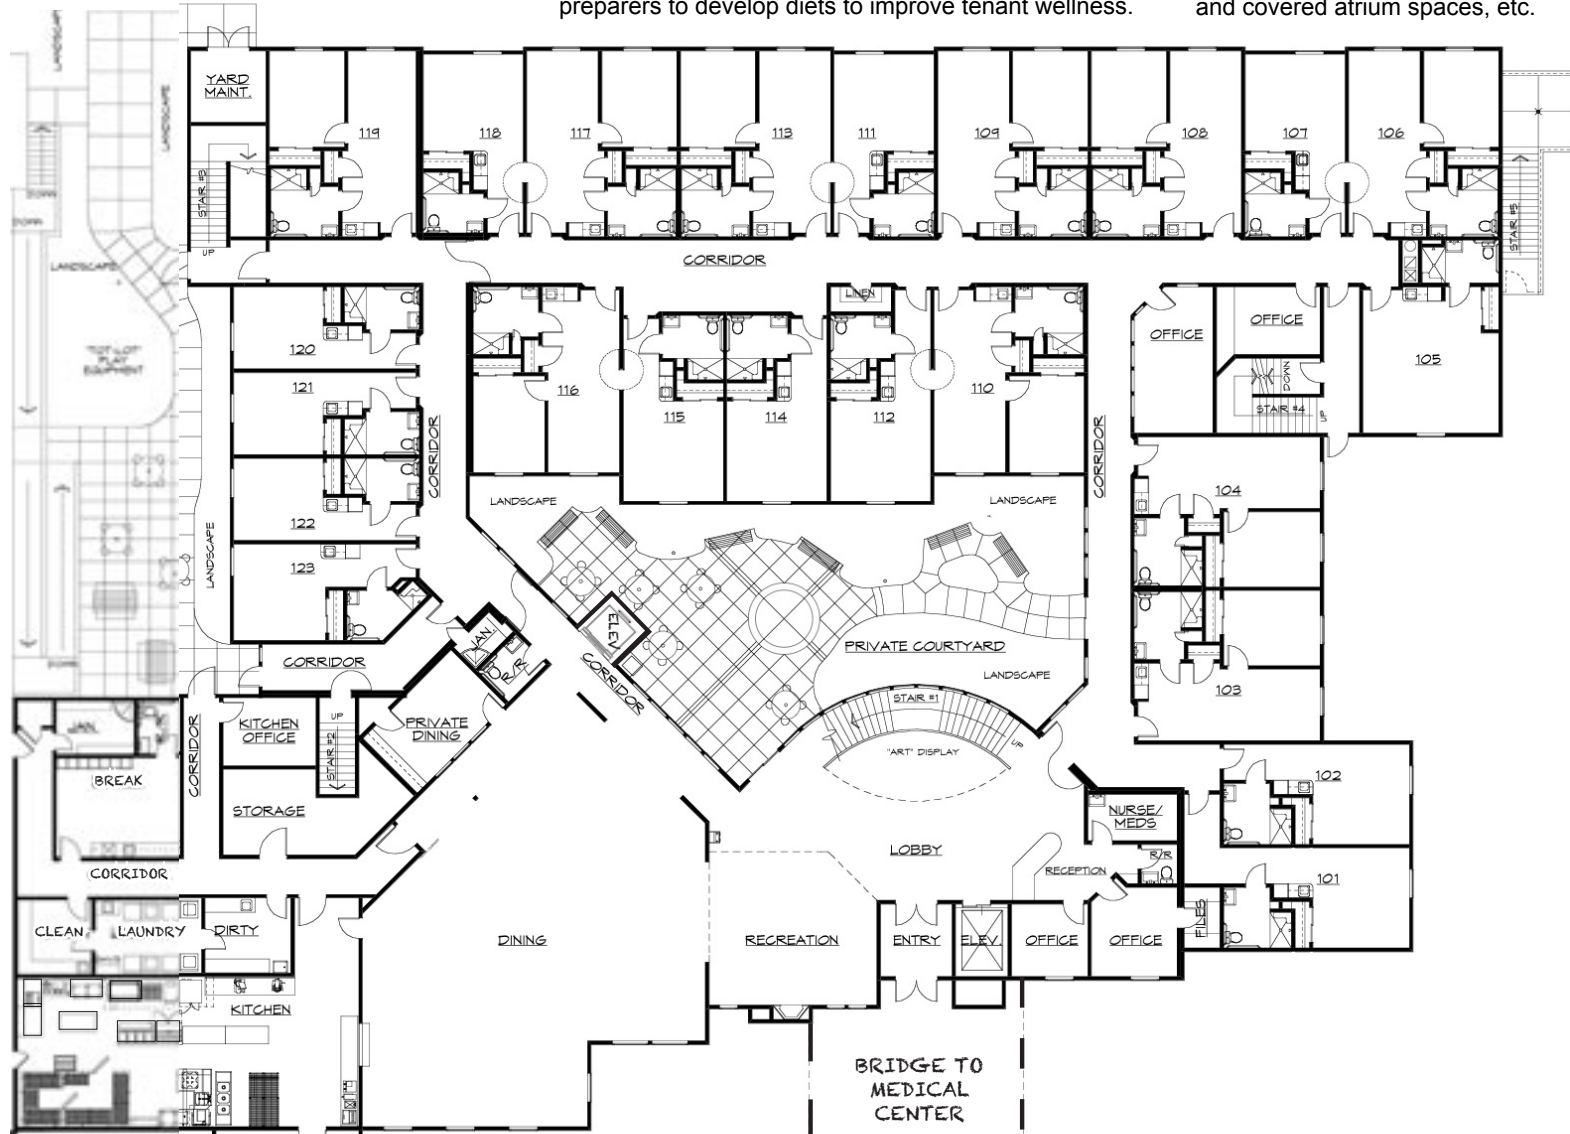 preparers to develop diets to improve tenant wellness.
and covered atrium spaces, etc.
YARD
MAINT.
LANDSCAPE
LANDSCAPE
119
118
117
113
111
109
108
107
106
STAIR #3
UP
DOWN
DOWN
STAIR #5
LANDSCAPE
CORRIDOR
LINEN
OFFICE
OFFICE
105
DOWN
STAIR #4
UP
"TOT-LOT"
PLAY
EQUIPMENT
120
121
122
123
116
115
114
112
110
CORRIDOR
CORRIDOR
LANDSCAPE
LANDSCAPE
LANDSCAPE
104
103
ELEV
JAN.
R/R
CORRIDOR
CORRIDOR
PRIVATE COURTYARD
LANDSCAPE
DOWN
STAIR #1
UP
"ART" DISPLAY
JAN.
CORRIDOR
KITCHEN
OFFICE
UP
STAIR #2
PRIVATE
DINING
BREAK
STORAGE
102
NURSE/
MEDS
LOBBY
R/R
RECEPTION
101
CORRIDOR
CLEAN
LAUNDRY
DIRTY
DINING
RECREATION
ENTRY
ELEV.
OFFICE
OFFICE
FILES
KITCHEN
BRIDGE TO
MEDICAL
CENTER